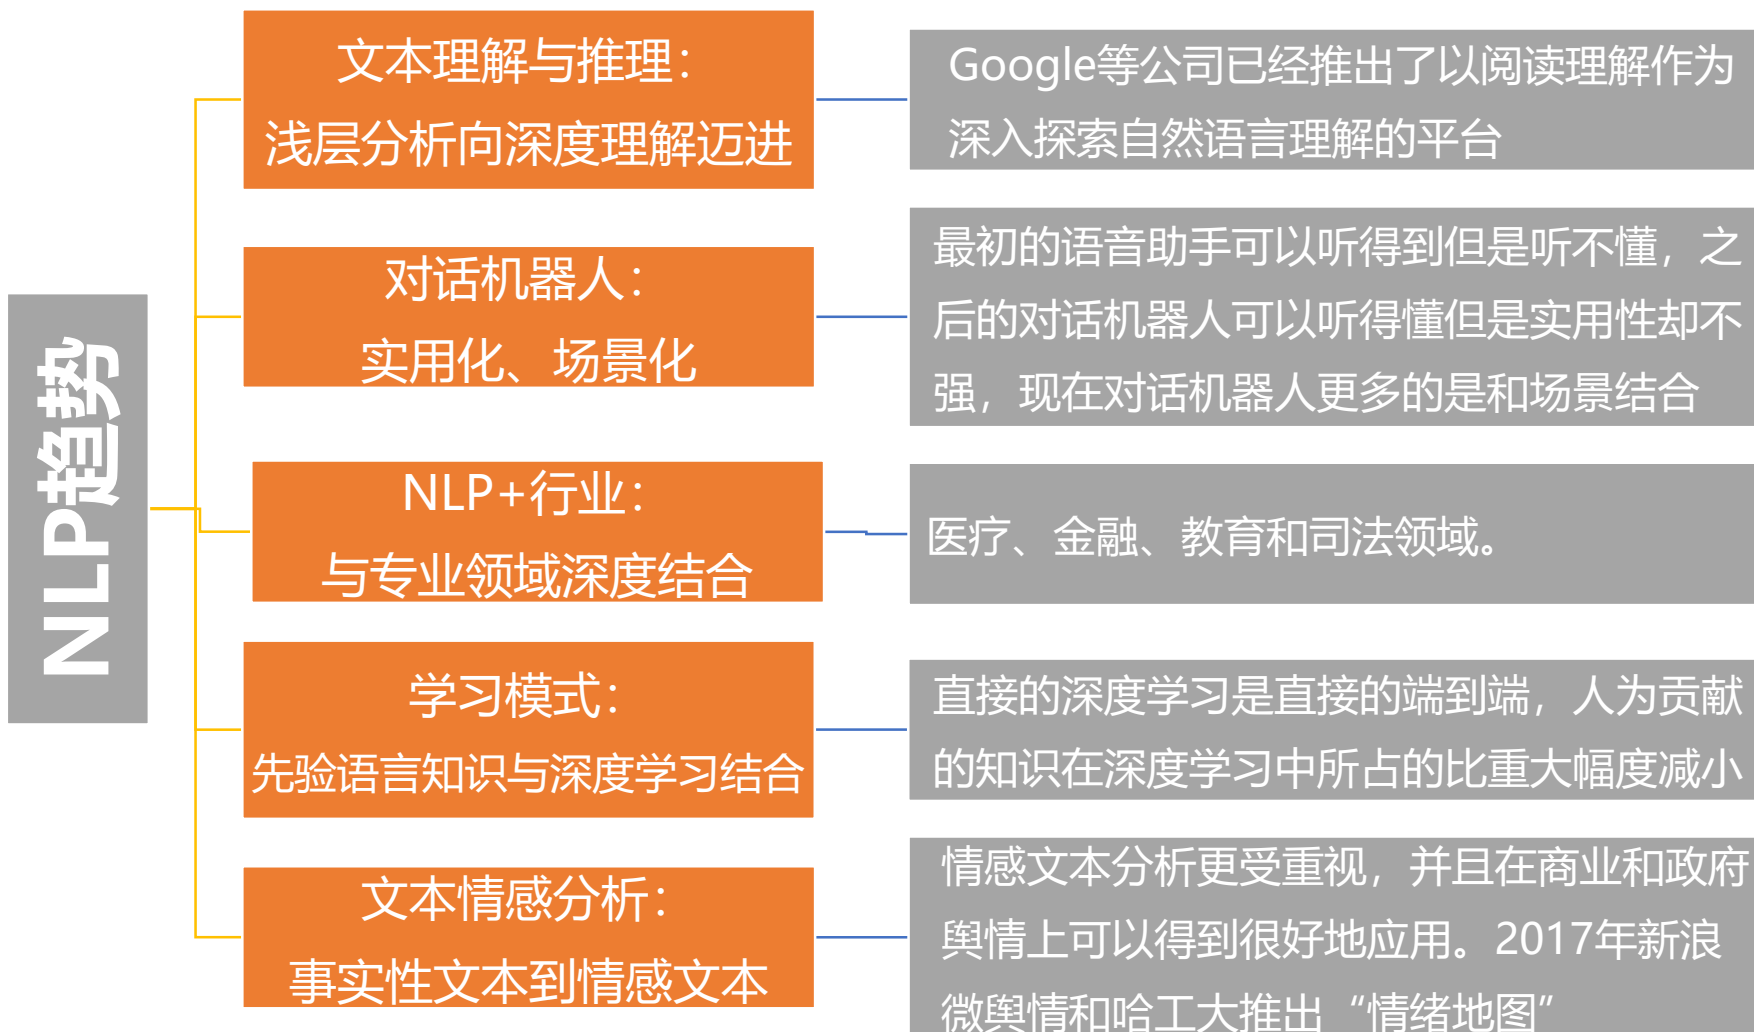 NLP趋势
文本理解与推理：
浅层分析向深度理解迈进
Google等公司已经推出了以阅读理解作为
深入探索自然语言理解的平台
对话机器人：
实用化、场景化
最初的语音助手可以听得到但是听不懂，之
后的对话机器人可以听得懂但是实用性却不
强，现在对话机器人更多的是和场景结合
NLP+行业：
与专业领域深度结合
医疗、金融、教育和司法领域。
学习模式：
先验语言知识与深度学习结合
直接的深度学习是直接的端到端，人为贡献
的知识在深度学习中所占的比重大幅度减小
文本情感分析：
事实性文本到情感文本
情感文本分析更受重视，并且在商业和政府
舆情上可以得到很好地应用。2017年新浪
微舆情和哈工大推出“情绪地图”